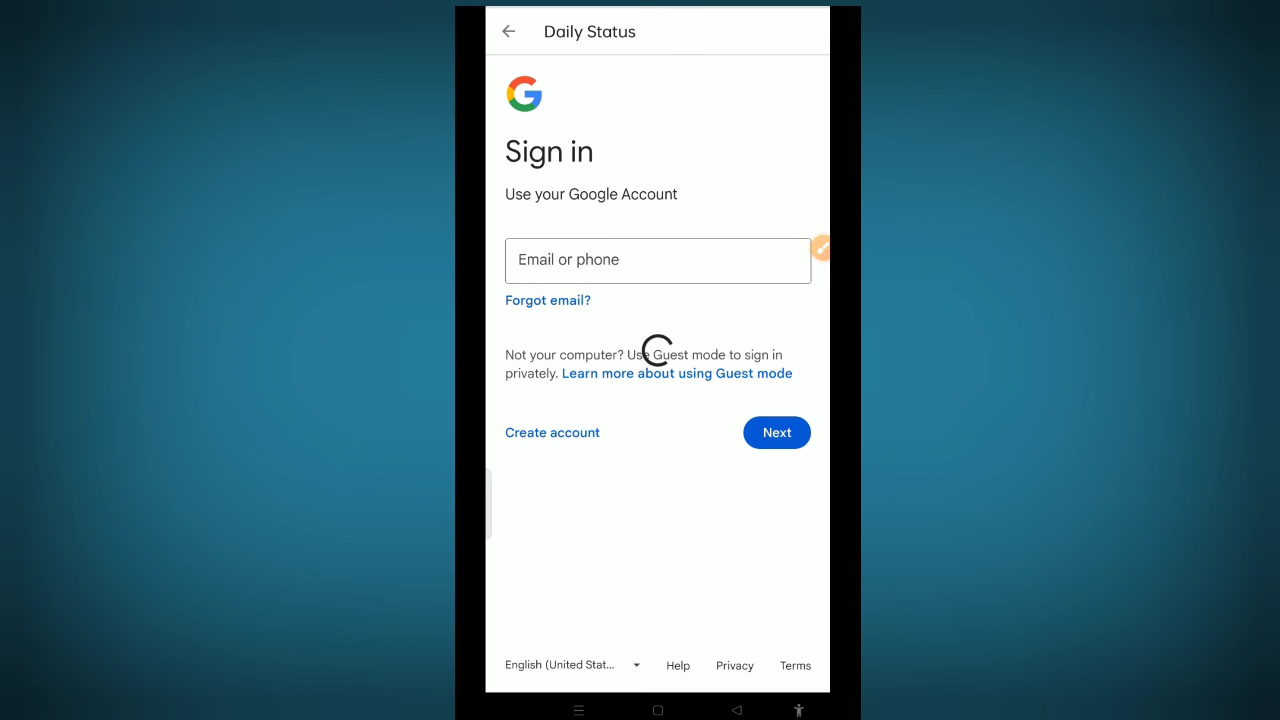 Daily Status
Sign in
Use your Google Account
Email or phone
Forgot email?
Not your computer? Use Guest mode to sign in
privately. Learn more about using Guest mode
Create account
Next
English (United Stat...
Help
Privacy
Terms